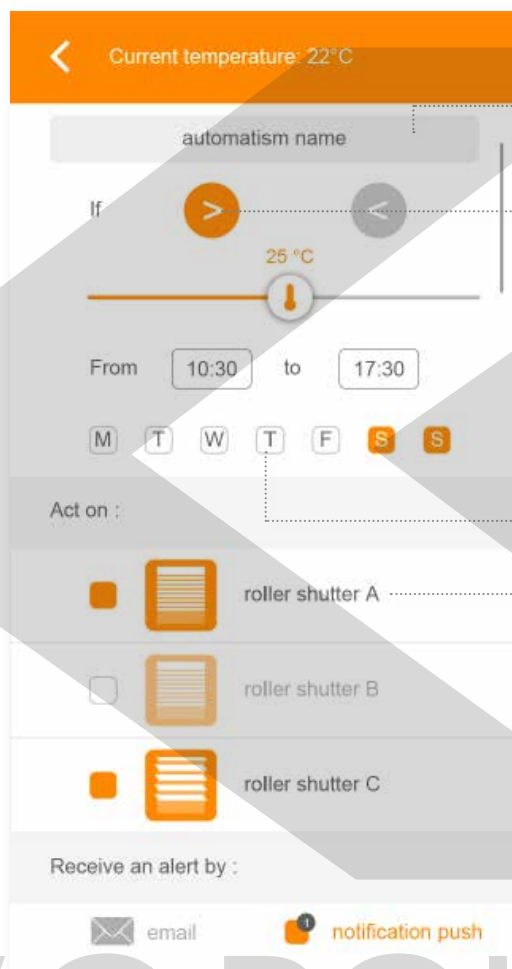 Current temperature: 22°C
automatism name
If > <
25 °C
From 10:30 to 17:30
M T W T F S S
Act on :
roller shutter A
roller shutter B
roller shutter C
Receive an alert by :
email 1 notification push